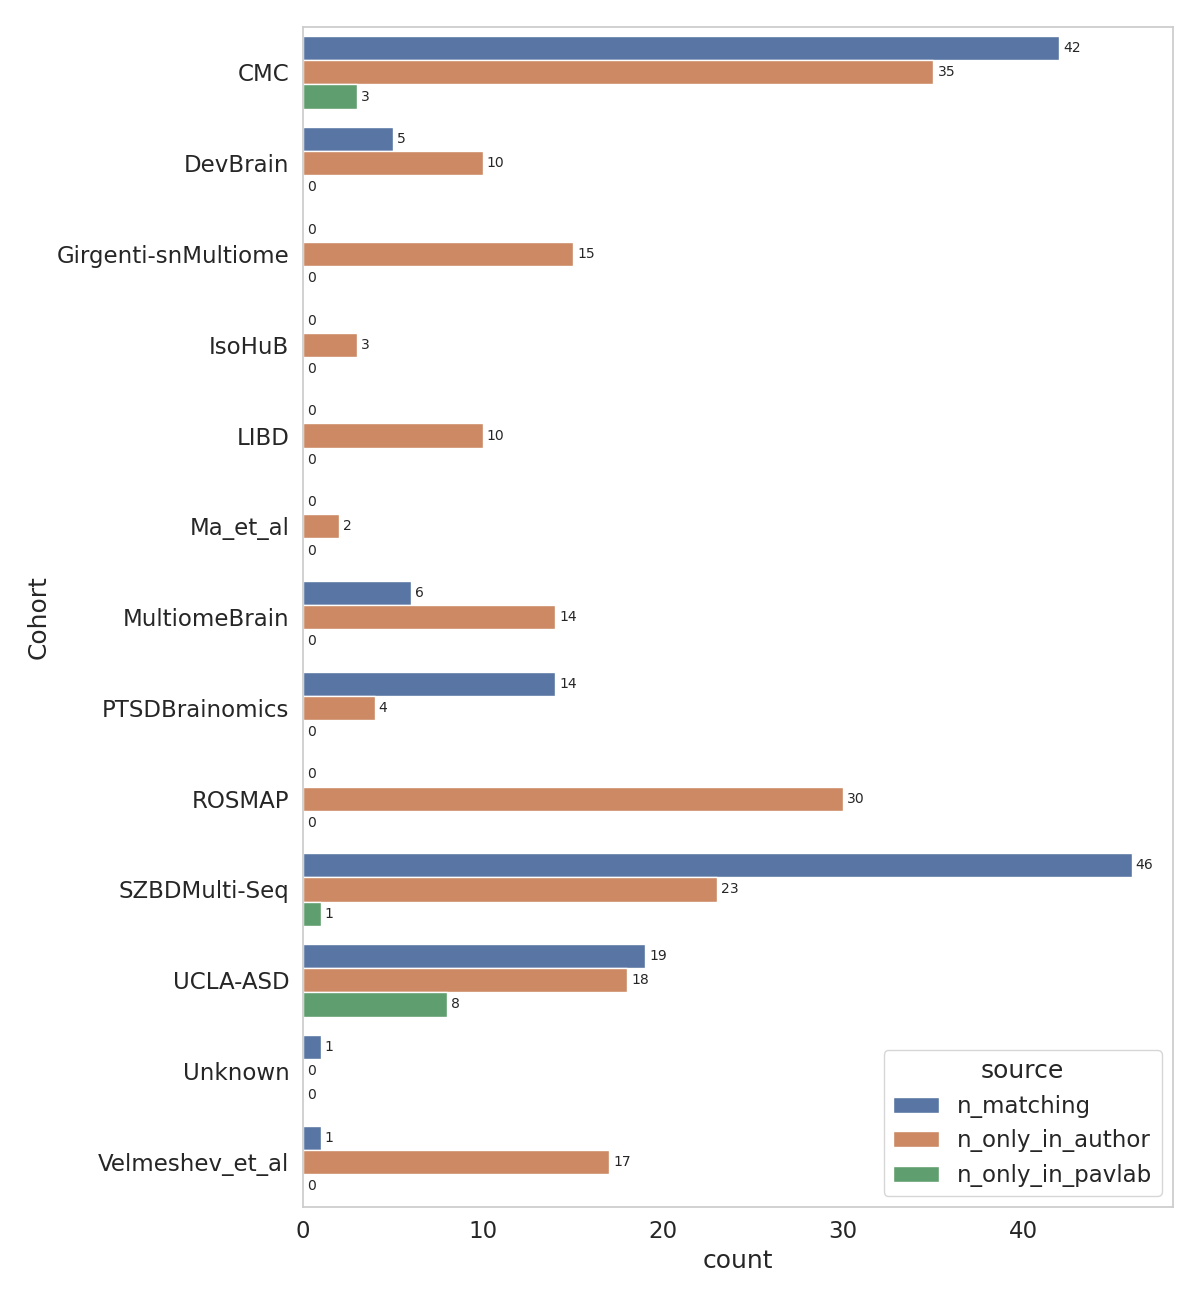 CMC
42
35
3
DevBrain
5
10
0
Girgenti-snMultiome
0
15
0
IsoHuB
0
3
0
LIBD
0
10
0
Ma_et_al
0
2
0
MultiomeBrain
6
14
0
PTSDBrainomics
14
4
0
ROSMAP
0
30
0
SZBDMulti-Seq
46
23
1
UCLA-ASD
19
18
8
Unknown
1
0
0
Velmeshev_et_al
1
17
0
Cohort
source
n_matching
n_only_in_author
n_only_in_pavlab
0 10 20 30 40
count